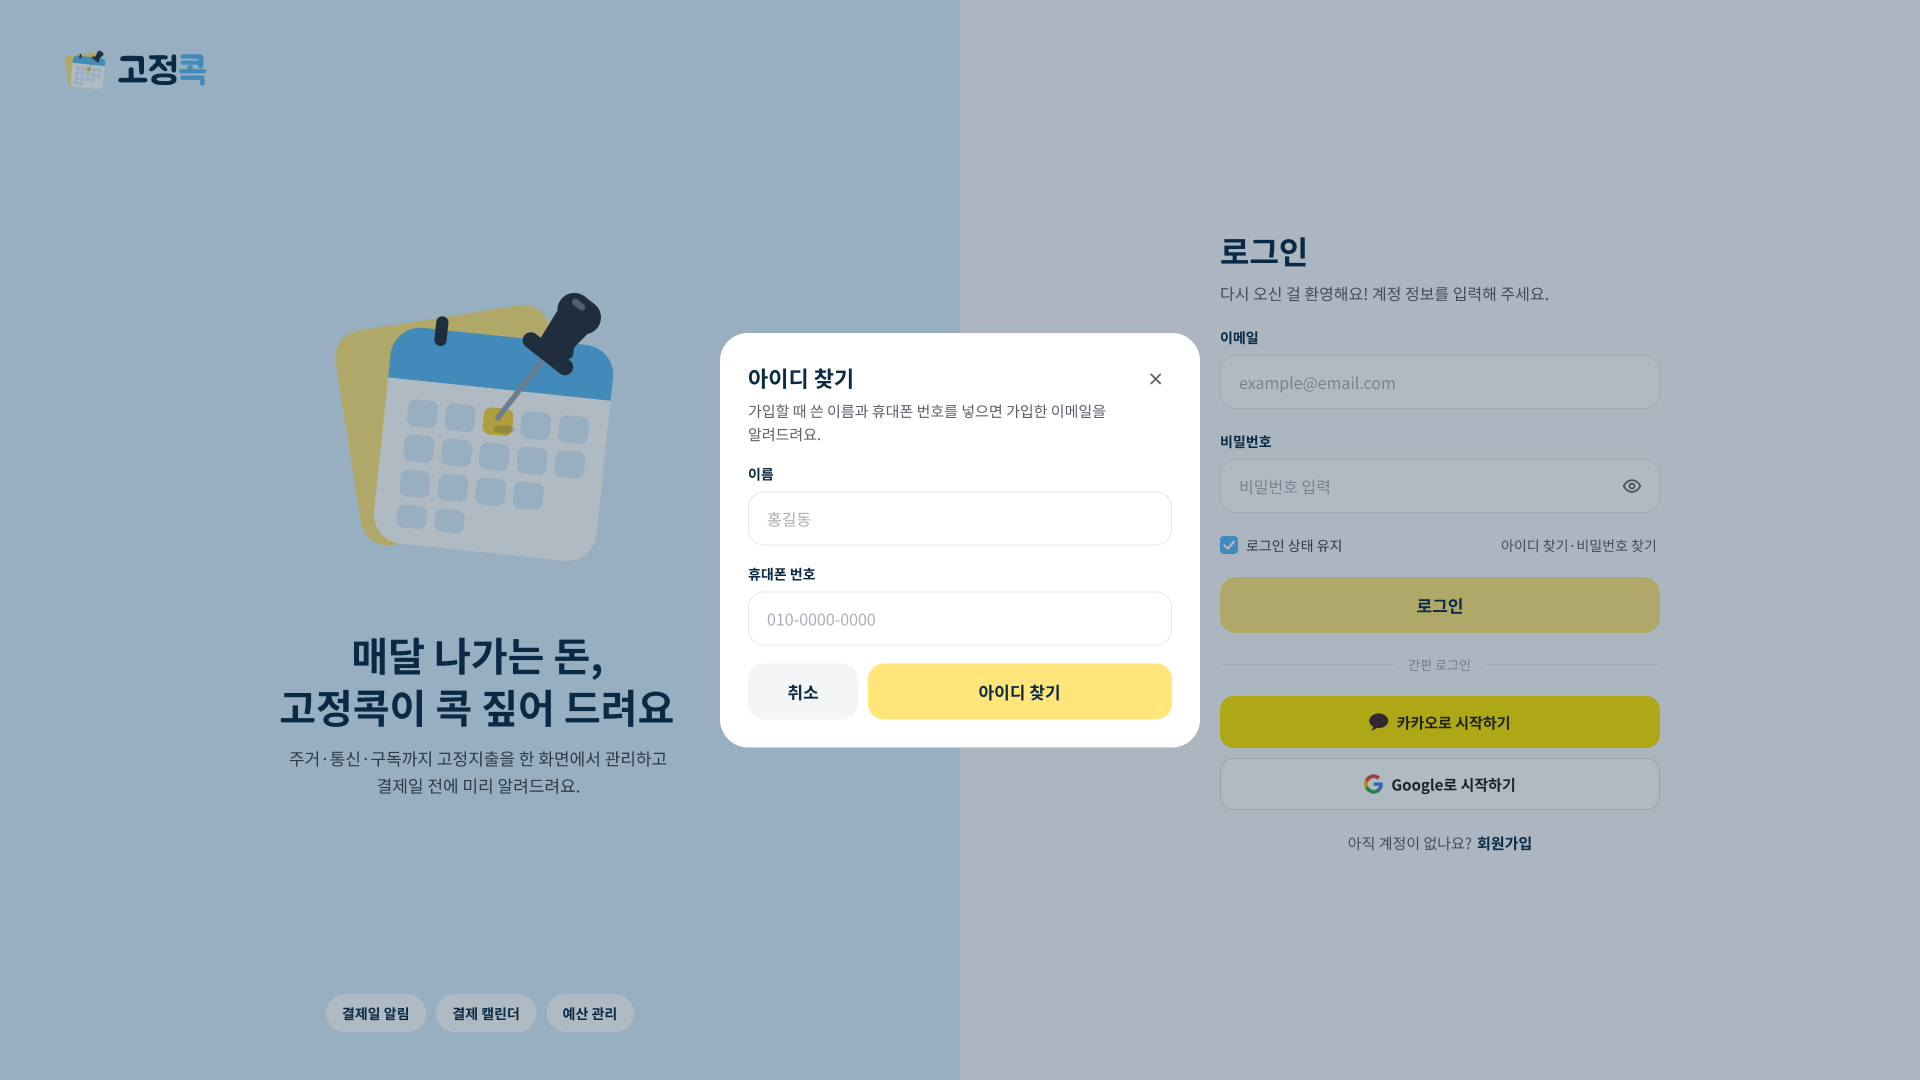 고정콕
매달 나가는 돈,
고정콕이 콕 짚어 드려요
주거·통신·구독까지 고정지출을 한 화면에서 관리하고
결제일 전에 미리 알려드려요.
결제일 알림
결제 캘린더
예산 관리
아이디 찾기
가입할 때 쓴 이름과 휴대폰 번호를 넣으면 가입한 이메일을
알려드려요.
이름
홍길동
휴대폰 번호
010-0000-0000
취소
아이디 찾기
로그인
다시 오신 걸 환영해요! 계정 정보를 입력해 주세요.
이메일
example@email.com
비밀번호
비밀번호 입력
로그인 상태 유지
아이디 찾기·비밀번호 찾기
로그인
간편 로그인
카카오로 시작하기
Google로 시작하기
아직 계정이 없나요? 회원가입